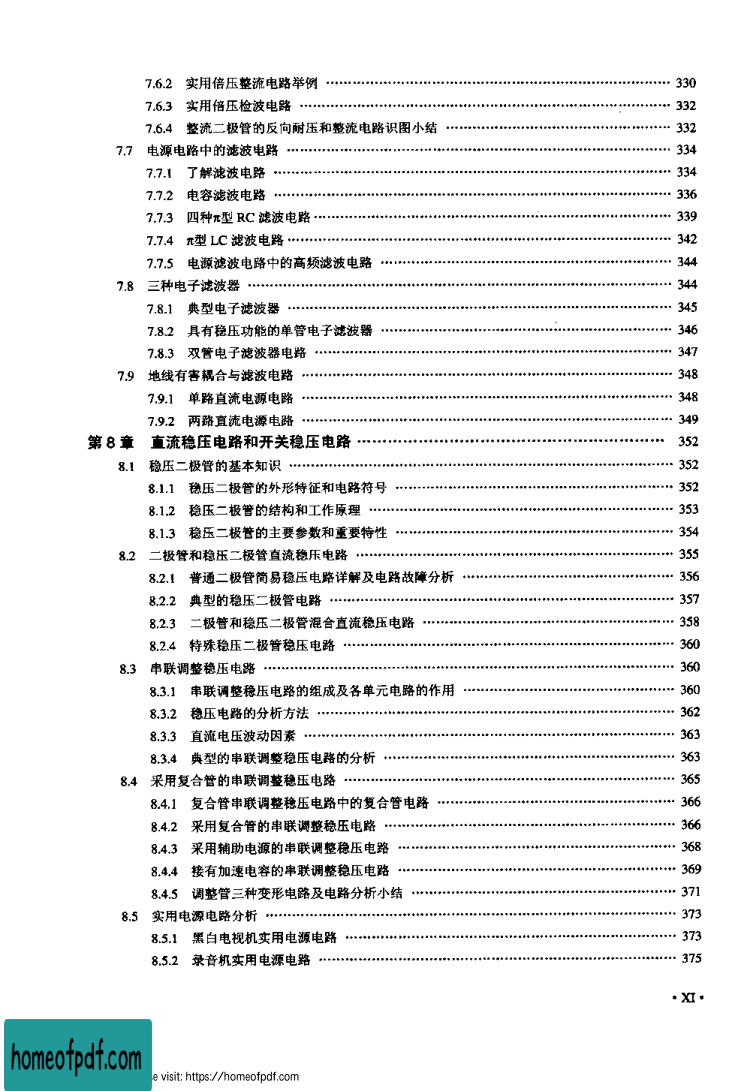 7.6.2 实用倍压整流电路举例 …… 330
7.6.3 实用倍压检波电路 …… 332
7.6.4 整流二极管的反向耐压和整流电路识图小结 …… 332
7.7 电源电路中的滤波电路 …… 334
7.7.1 了解滤波电路 …… 334
7.7.2 电容滤波电路 …… 336
7.7.3 四种π型 RC 滤波电路 …… 339
7.7.4 π型 LC 滤波电路 …… 342
7.7.5 电源滤波电路中的高频滤波电路 …… 344
7.8 三种电子滤波器 …… 344
7.8.1 典型电子滤波器 …… 345
7.8.2 具有稳压功能的单管电子滤波器 …… 346
7.8.3 双管电子滤波器电路 …… 347
7.9 地线有害耦合与滤波电路 …… 348
7.9.1 单路直流电源电路 …… 348
7.9.2 两路直流电源电路 …… 349
第 8 章 直流稳压电路和开关稳压电路 …… 352
8.1 稳压二极管的基本知识 …… 352
8.1.1 稳压二极管的外形特征和电路符号 …… 352
8.1.2 稳压二极管的结构和工作原理 …… 353
8.1.3 稳压二极管的主要参数和重要特性 …… 354
8.2 二极管和稳压二极管直流稳压电路 …… 355
8.2.1 普通二极管简易稳压电路详解及电路故障分析 …… 356
8.2.2 典型的稳压二极管电路 …… 357
8.2.3 二极管和稳压二极管混合直流稳压电路 …… 358
8.2.4 特殊稳压二极管稳压电路 …… 360
8.3 串联调整稳压电路 …… 360
8.3.1 串联调整稳压电路的组成及各单元电路的作用 …… 360
8.3.2 稳压电路的分析方法 …… 362
8.3.3 直流电压波动因素 …… 363
8.3.4 典型的串联调整稳压电路的分析 …… 363
8.4 采用复合管的串联调整稳压电路 …… 365
8.4.1 复合管串联调整稳压电路中的复合管电路 …… 366
8.4.2 采用复合管的串联调整稳压电路 …… 366
8.4.3 采用辅助电源的串联调整稳压电路 …… 368
8.4.4 接有加速电容的串联调整稳压电路 …… 369
8.4.5 调整管三种变形电路及电路分析小结 …… 371
8.5 实用电源电路分析 …… 373
8.5.1 黑白电视机实用电源电路 …… 373
8.5.2 录音机实用电源电路 …… 375
• XI •
homeofpdf.com
e visit: https://homeofpdf.com